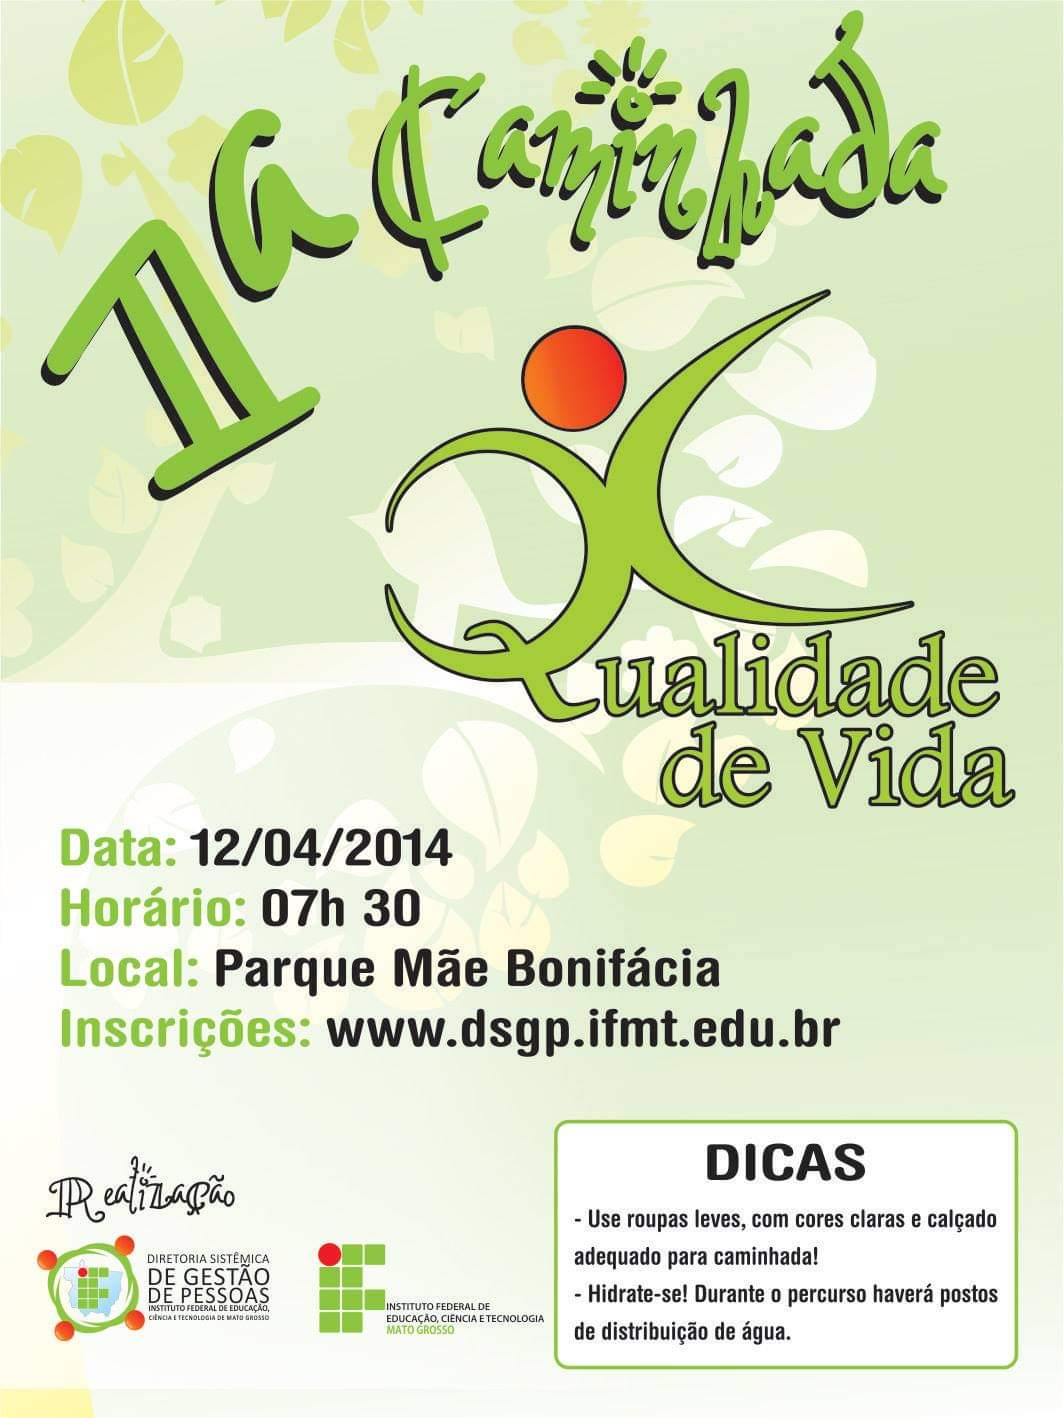 1a Caminhada
Qualidade
de Vida
Data: 12/04/2014
Horário: 07h 30
Local: Parque Mãe Bonifácia
Inscrições: www.dsgp.ifmt.edu.br
Realização
DIRETORIA SISTÊMICA
DE GESTÃO
DE PESSOAS
INSTITUTO FEDERAL DE EDUCAÇÃO,
CIÊNCIA E TECNOLOGIA DE MATO GROSSO
INSTITUTO FEDERAL DE
EDUCAÇÃO, CIÊNCIA E TECNOLOGIA
MATO GROSSO
DICAS
- Use roupas leves, com cores claras e calçado
adequado para caminhada!
- Hidrate-se! Durante o percurso haverá postos
de distribuição de água.